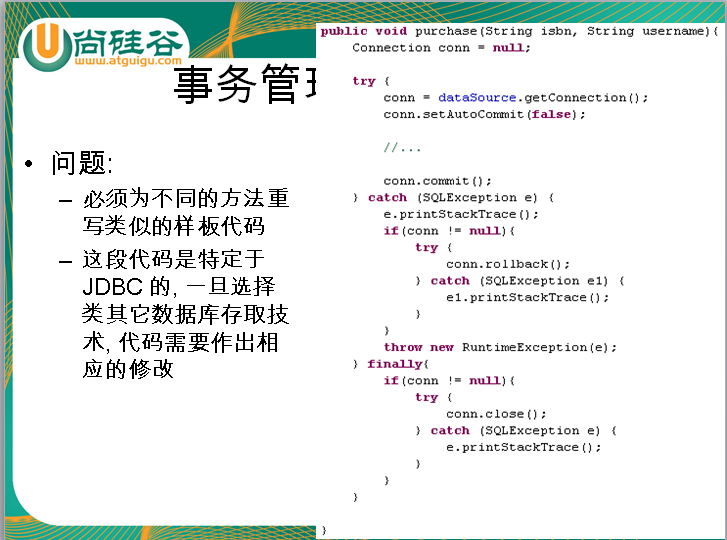 尚硅谷
www.atguigu.com
事务管
• 问题:
– 必须为不同的方法重
写类似的样板代码
– 这段代码是特定于
JDBC 的, 一旦选择
类其它数据库存取技
术, 代码需要作出相
应的修改
public void purchase(String isbn, String username){
    Connection conn = null;
    try {
        conn = dataSource.getConnection();
        conn.setAutoCommit(false);
        //...
        conn.commit();
    } catch (SQLException e) {
        e.printStackTrace();
        if(conn != null){
            try {
                conn.rollback();
            } catch (SQLException e1) {
                e1.printStackTrace();
            }
        }
        throw new RuntimeException(e);
    } finally{
        if(conn != null){
            try {
                conn.close();
            } catch (SQLException e) {
                e.printStackTrace();
            }
        }
    }
}